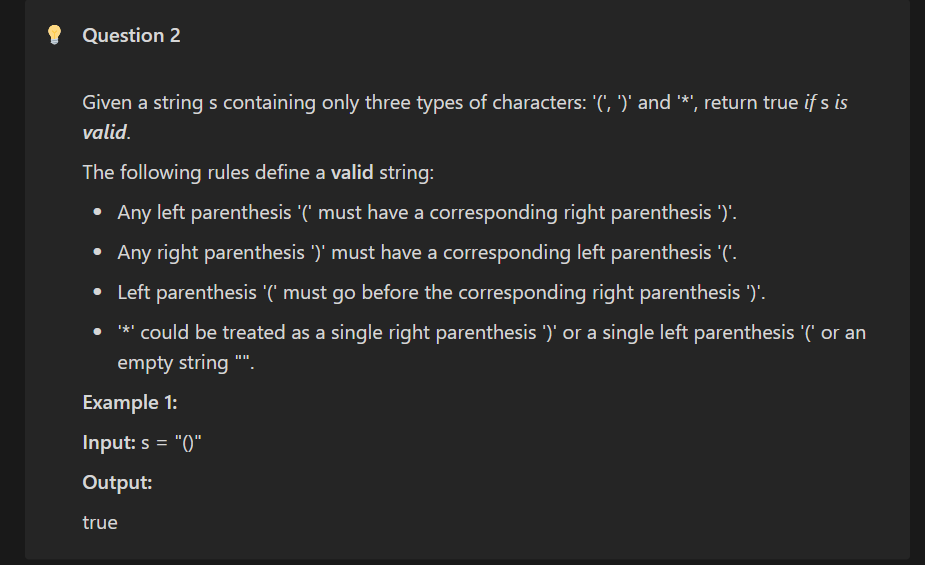 Question 2
Given a string s containing only three types of characters: '(', ')' and '*', return true if s is
valid.
The following rules define a valid string:
• Any left parenthesis '(' must have a corresponding right parenthesis ')'.
• Any right parenthesis ')' must have a corresponding left parenthesis '('.
• Left parenthesis '(' must go before the corresponding right parenthesis ')'.
• '*' could be treated as a single right parenthesis ')' or a single left parenthesis '(' or an
empty string "".
Example 1:
Input: s = "()"
Output:
true